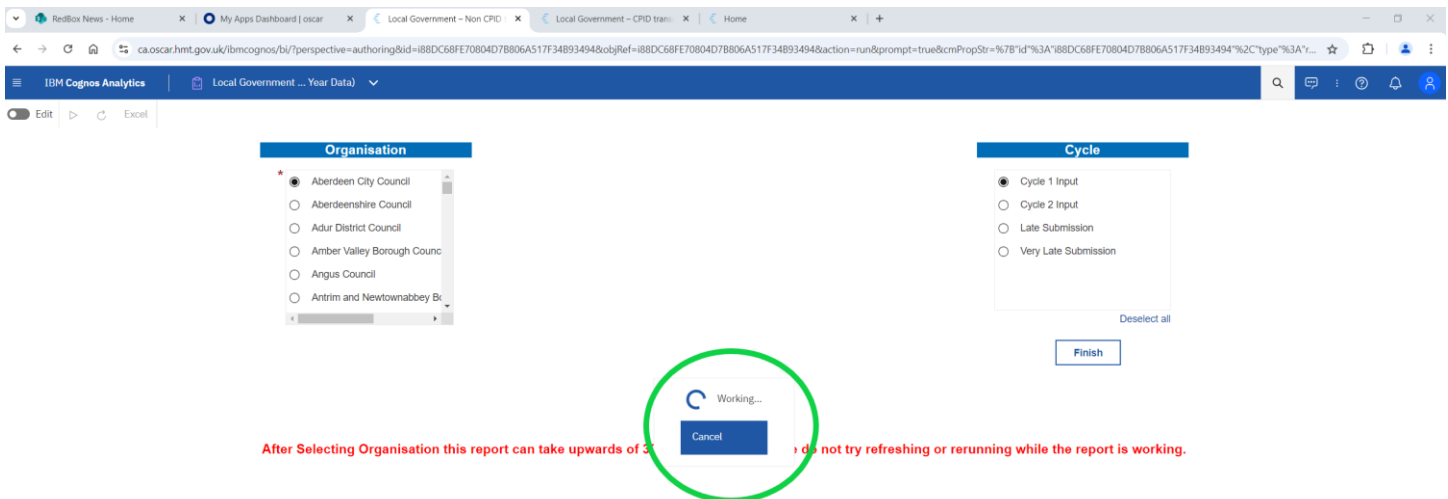 RedBox News - Home
My Apps Dashboard | oscar
Local Government – Non CPID
Local Government – CPID trans
Home
ca.oscar.hmt.gov.uk/ibmcognos/bi/?perspective=authoring&id=i88DC68FE70804D7B806A517F34B93494&objRef=i88DC68FE70804D7B806A517F34B93494&action=run&prompt=true&cmPropStr=%7B"id"%3A"i88DC68FE70804D7B806A517F34B93494"%2C"type"%3A"r...
IBM Cognos Analytics
Local Government ... Year Data)
Edit
Excel
Organisation
Cycle
* Aberdeen City Council
Aberdeenshire Council
Adur District Council
Amber Valley Borough Counc
Angus Council
Antrim and Newtownabbey Bo
Cycle 1 Input
Cycle 2 Input
Late Submission
Very Late Submission
Deselect all
Finish
Working...
Cancel
After Selecting Organisation this report can take upwards of do not try refreshing or rerunning while the report is working.